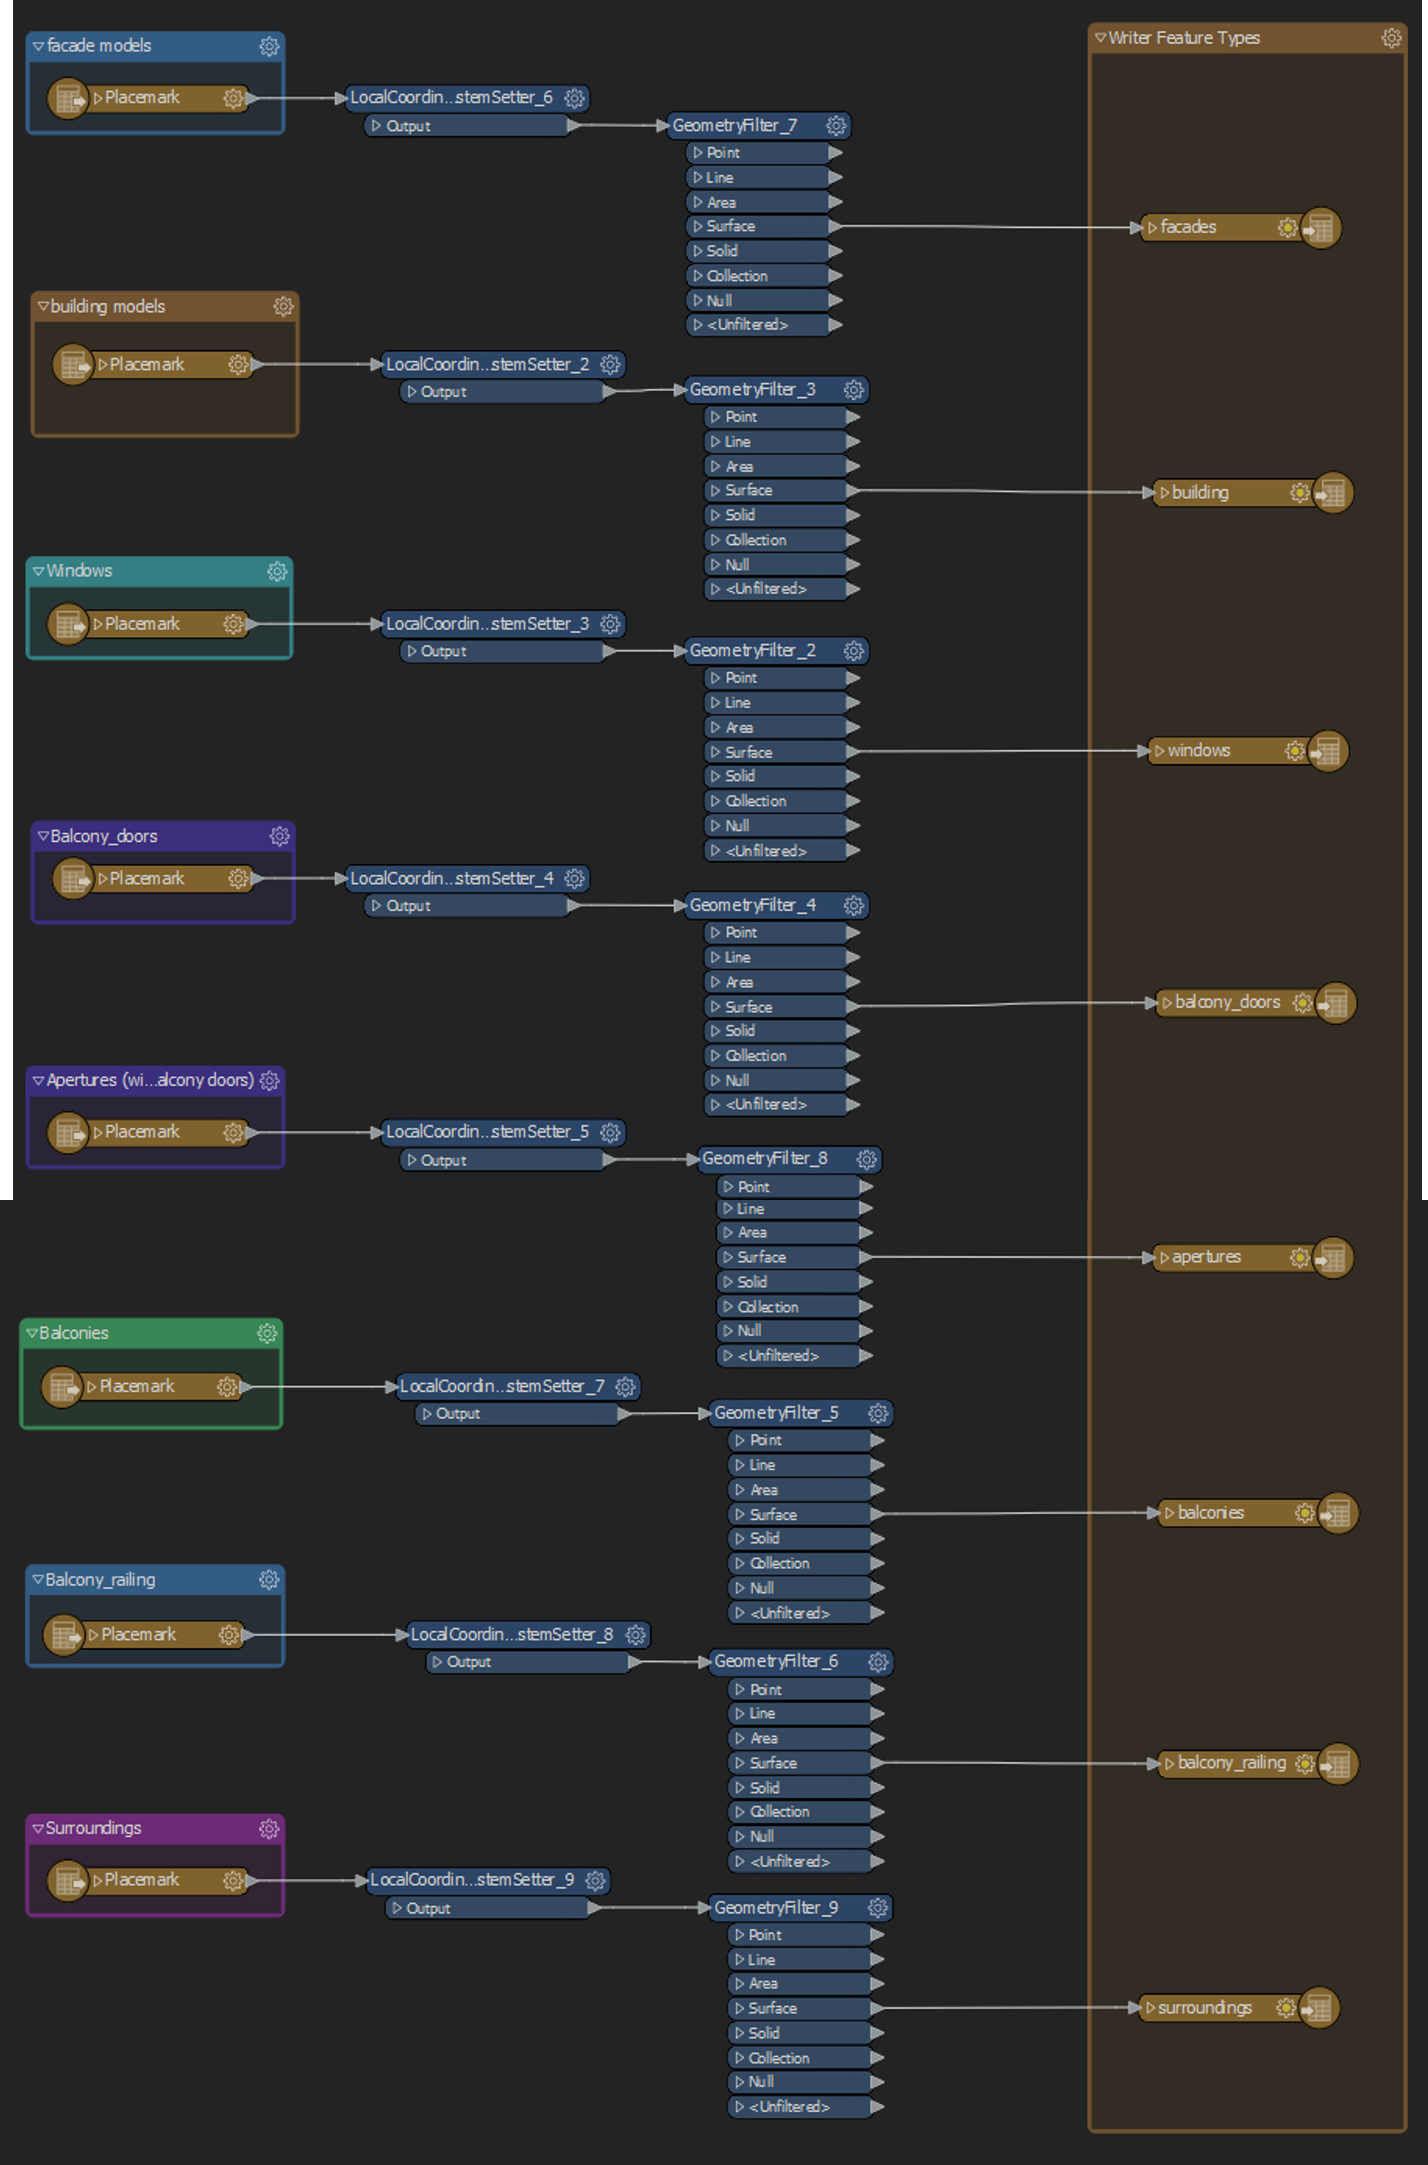 facade models
Writer Feature Types
Placemark
LocalCoordin...stemSetter_6
Output
GeometryFilter_7
Point
Line
Area
Surface
facades
Solid
Collection
Null
<Unfiltered>
building models
Placemark
LocalCoordin...stemSetter_2
Output
GeometryFilter_3
Point
Line
Area
Surface
building
Solid
Collection
Null
<Unfiltered>
Windows
Placemark
LocalCoordin...stemSetter_3
Output
GeometryFilter_2
Point
Line
Area
Surface
windows
Solid
Collection
Null
<Unfiltered>
Balcony_doors
Placemark
LocalCoordin...stemSetter_4
Output
GeometryFilter_4
Point
Line
Area
Surface
balcony_doors
Solid
Collection
Null
<Unfiltered>
Apertures (wi...alcony doors)
Placemark
LocalCoordin...stemSetter_5
Output
GeometryFilter_8
Point
Line
Area
Surface
apertures
Solid
Collection
Null
<Unfiltered>
Balconies
Placemark
LocalCoordin...stemSetter_7
Output
GeometryFilter_5
Point
Line
Area
Surface
balconies
Solid
Collection
Null
<Unfiltered>
Balcony_railing
Placemark
LocalCoordin...stemSetter_8
Output
GeometryFilter_6
Point
Line
Area
Surface
balcony_railing
Solid
Collection
Null
<Unfiltered>
Surroundings
Placemark
LocalCoordin...stemSetter_9
Output
GeometryFilter_9
Point
Line
Area
Surface
surroundings
Solid
Collection
Null
<Unfiltered>